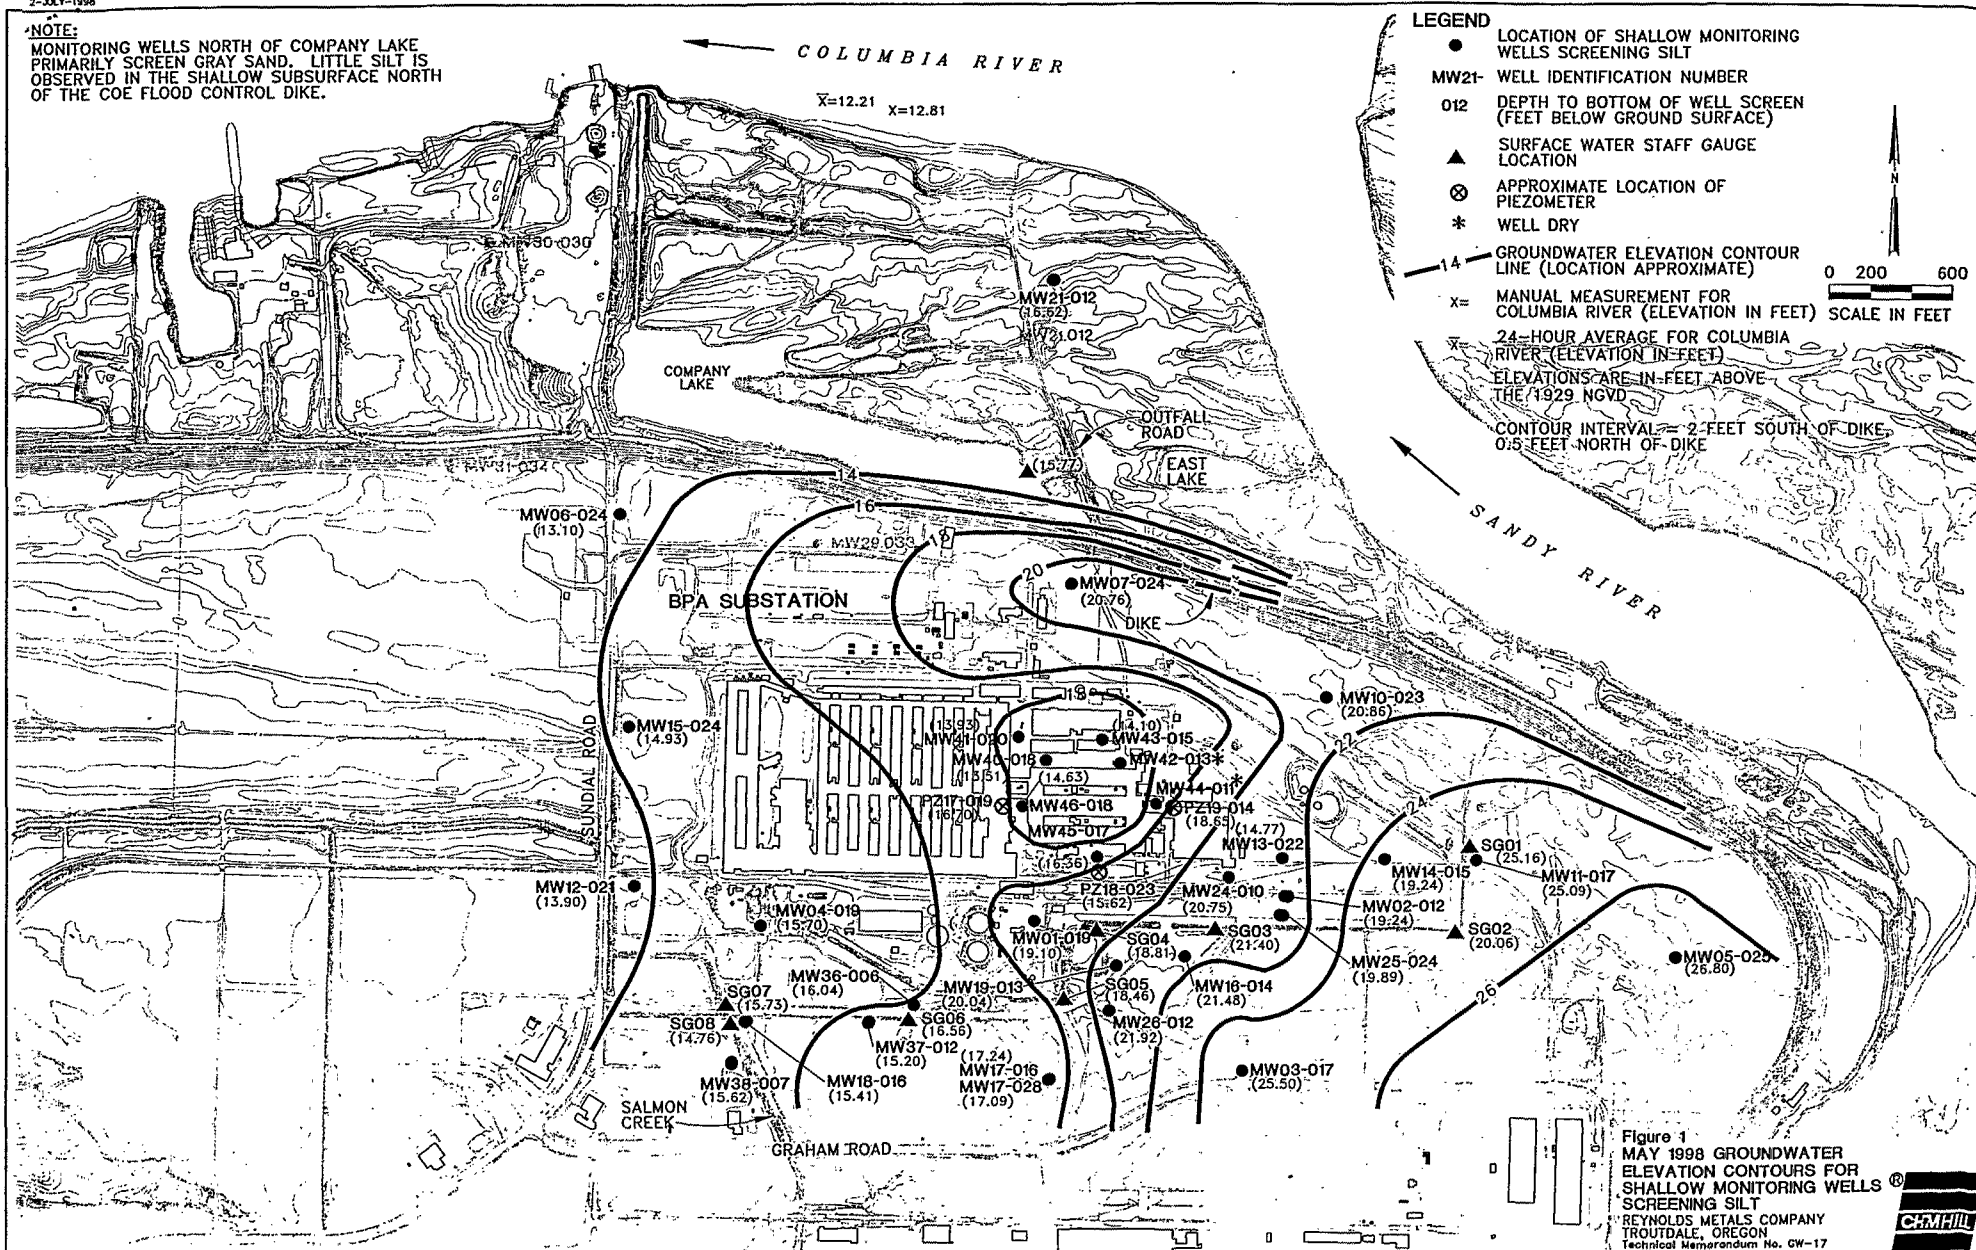 2-JULY-1998
NOTE:
MONITORING WELLS NORTH OF COMPANY LAKE
PRIMARILY SCREEN GRAY SAND. LITTLE SILT IS
OBSERVED IN THE SHALLOW SUBSURFACE NORTH
OF THE COE FLOOD CONTROL DIKE.
COLUMBIA RIVER
X̅=12.21
X=12.81
LEGEND
LOCATION OF SHALLOW MONITORING
WELLS SCREENING SILT
MW21- WELL IDENTIFICATION NUMBER
012 DEPTH TO BOTTOM OF WELL SCREEN
(FEET BELOW GROUND SURFACE)
SURFACE WATER STAFF GAUGE
LOCATION
APPROXIMATE LOCATION OF
PIEZOMETER
* WELL DRY
14 GROUNDWATER ELEVATION CONTOUR
LINE (LOCATION APPROXIMATE)
X= MANUAL MEASUREMENT FOR
COLUMBIA RIVER (ELEVATION IN FEET)
X̅= 24-HOUR AVERAGE FOR COLUMBIA
RIVER (ELEVATION IN FEET)
ELEVATIONS ARE IN FEET ABOVE
THE 1929 NGVD
CONTOUR INTERVAL = 2 FEET SOUTH OF DIKE,
0.5 FEET NORTH OF DIKE
N
0 200 600
SCALE IN FEET
MW30-030
MW21-012
(16.62)
COMPANY
LAKE
OUTFALL
ROAD
(15.77)
EAST
LAKE
MW31-034
SANDY RIVER
14
MW06-024
(13.10)
16
MW29-033
18
20
MW07-024
(20.76)
BPA SUBSTATION
DIKE
MW10-023
(20.86)
18
22
MW15-024
(14.93)
SUNDIAL ROAD
(13.93)
MW41-020
(14.10)
MW43-015
MW40-018
(13.51)
(14.63)
MW42-013*
*
PZ17-019
(16.70)
MW46-018
MW44-011
PZ19-014
(18.65)
24
MW45-017
(16.36)
(14.77)
MW13-022
SG01
(25.16)
MW14-015
(19.24)
MW11-017
(25.09)
MW12-021
(13.90)
PZ18-023
(15.62)
MW24-010
(20.75)
MW02-012
(19.24)
MW04-019
(15.70)
MW01-019
(19.10)
SG04
(18.81)
SG03
(21.40)
SG02
(20.06)
MW25-024
(19.89)
MW05-025
(26.80)
MW36-006
(16.04)
MW19-013
(20.04)
SG05
(18.46)
MW16-014
(21.48)
26
SG07
(15.73)
SG08
(14.76)
SG06
(16.56)
MW26-012
(21.92)
MW37-012
(15.20)
(17.24)
MW17-016
MW17-028
(17.09)
MW03-017
(25.50)
MW38-007
(15.62)
MW18-016
(15.41)
SALMON
CREEK
GRAHAM ROAD
Figure 1
MAY 1998 GROUNDWATER
ELEVATION CONTOURS FOR
SHALLOW MONITORING WELLS
SCREENING SILT
REYNOLDS METALS COMPANY
TROUTDALE, OREGON
Technical Memorandum No. GW-17
®
CH2MHILL